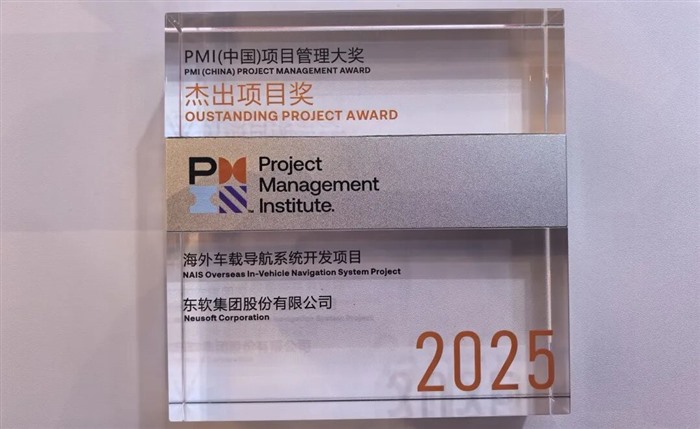 PMI(中国)项目管理大奖
PMI (CHINA) PROJECT MANAGEMENT AWARD
杰出项目奖
OUSTANDING PROJECT AWARD
Project
Management
Institute.
海外车载导航系统开发项目
NAIS Overseas In-Vehicle Navigation System Project
东软集团股份有限公司
Neusoft Corporation
2025